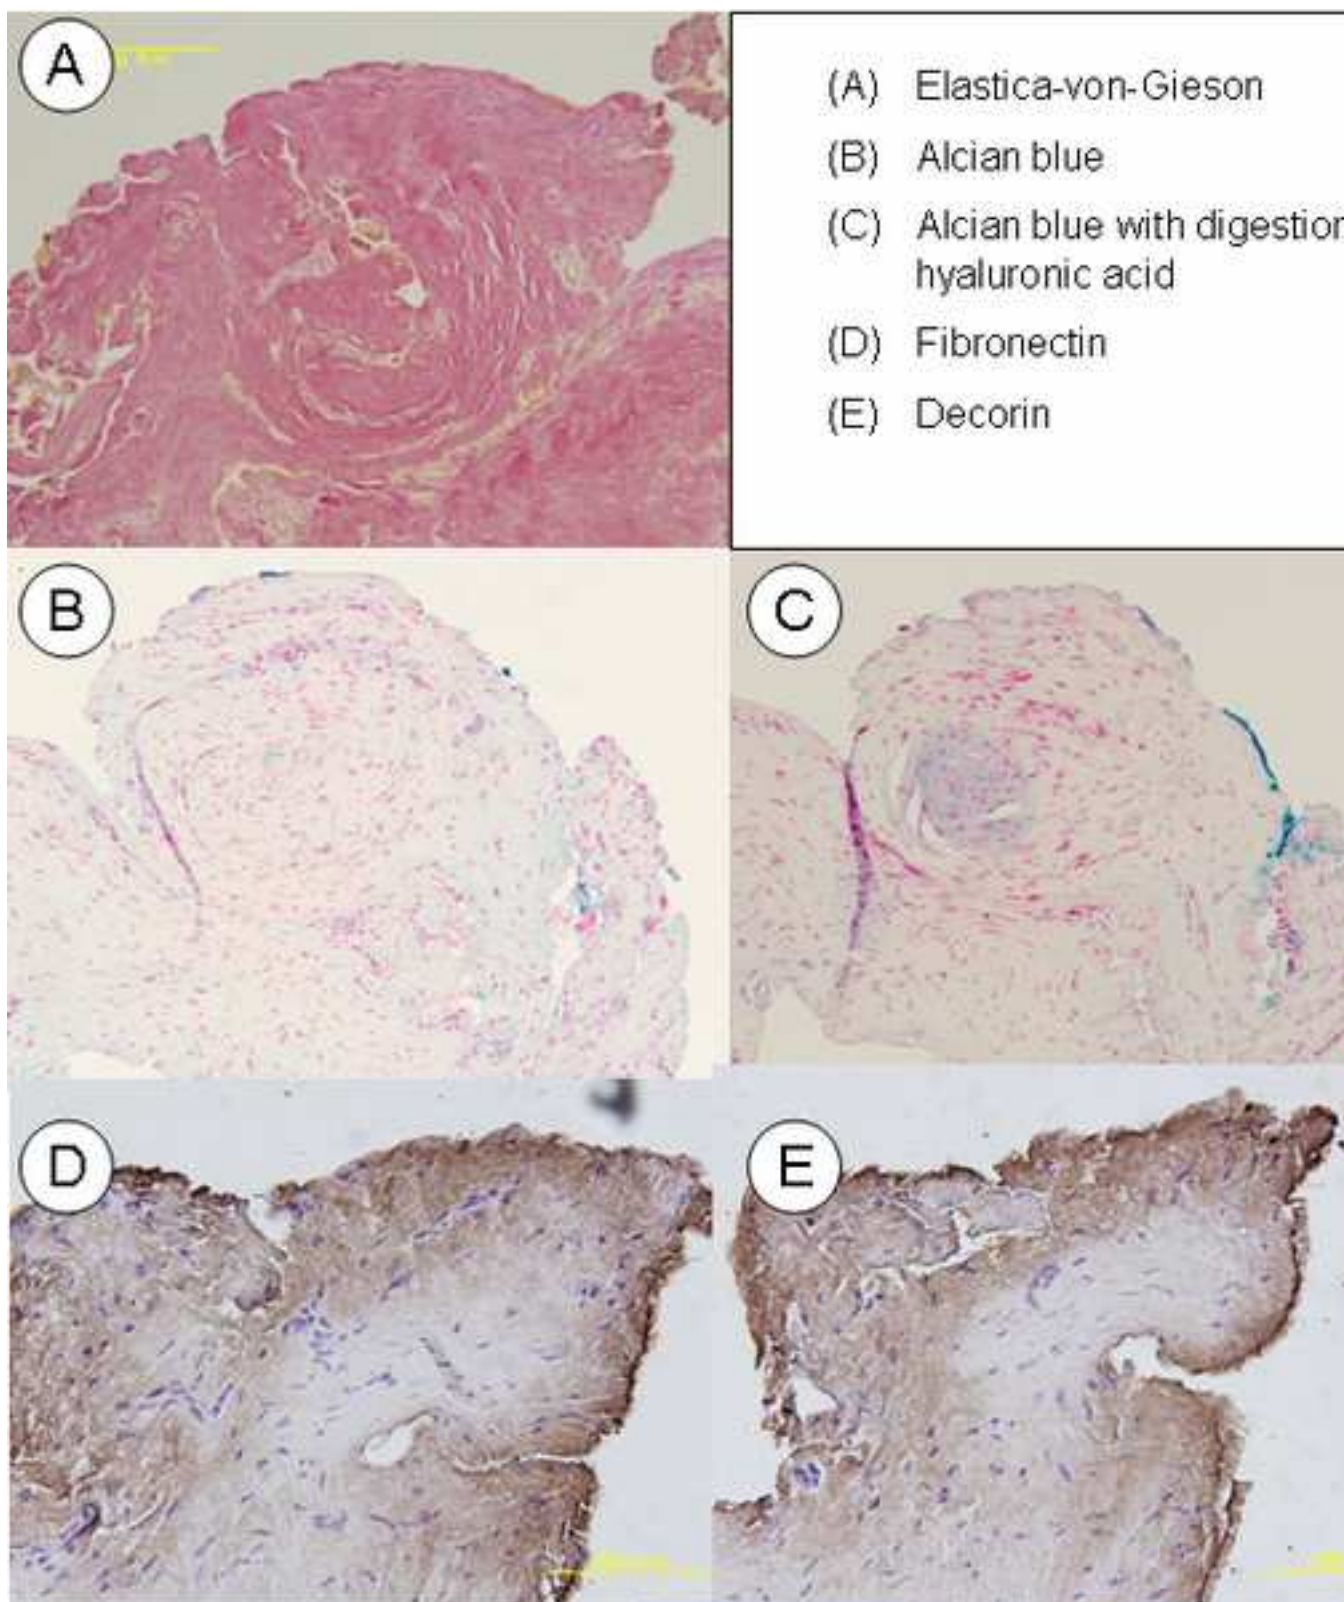 A
(A) Elastica-von-Gieson
(B) Alcian blue
(C) Alcian blue with digestion
hyaluronic acid
(D) Fibronectin
(E) Decorin
B
C
D
E